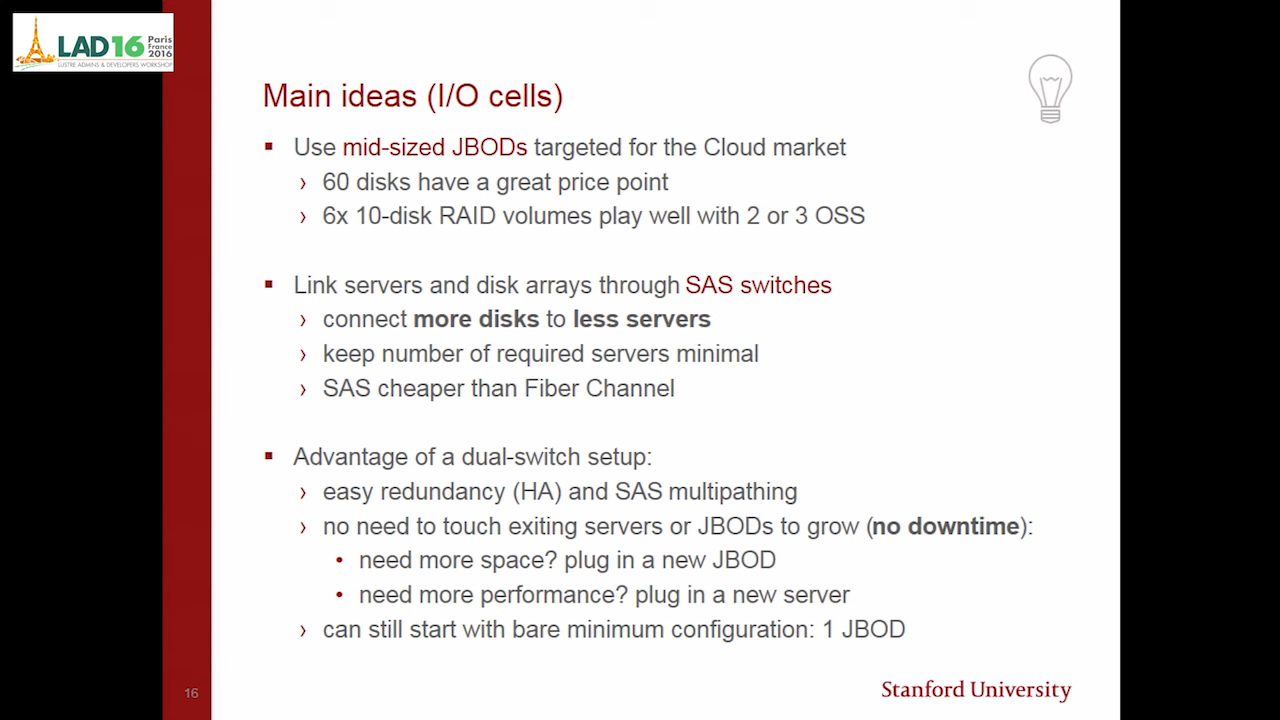 LAD16 Paris France 2016
LUSTRE ADMINS & DEVELOPERS WORKSHOP
Main ideas (I/O cells)
▪ Use mid-sized JBODs targeted for the Cloud market
› 60 disks have a great price point
› 6x 10-disk RAID volumes play well with 2 or 3 OSS
▪ Link servers and disk arrays through SAS switches
› connect more disks to less servers
› keep number of required servers minimal
› SAS cheaper than Fiber Channel
▪ Advantage of a dual-switch setup:
› easy redundancy (HA) and SAS multipathing
› no need to touch exiting servers or JBODs to grow (no downtime):
• need more space? plug in a new JBOD
• need more performance? plug in a new server
› can still start with bare minimum configuration: 1 JBOD
16
Stanford University